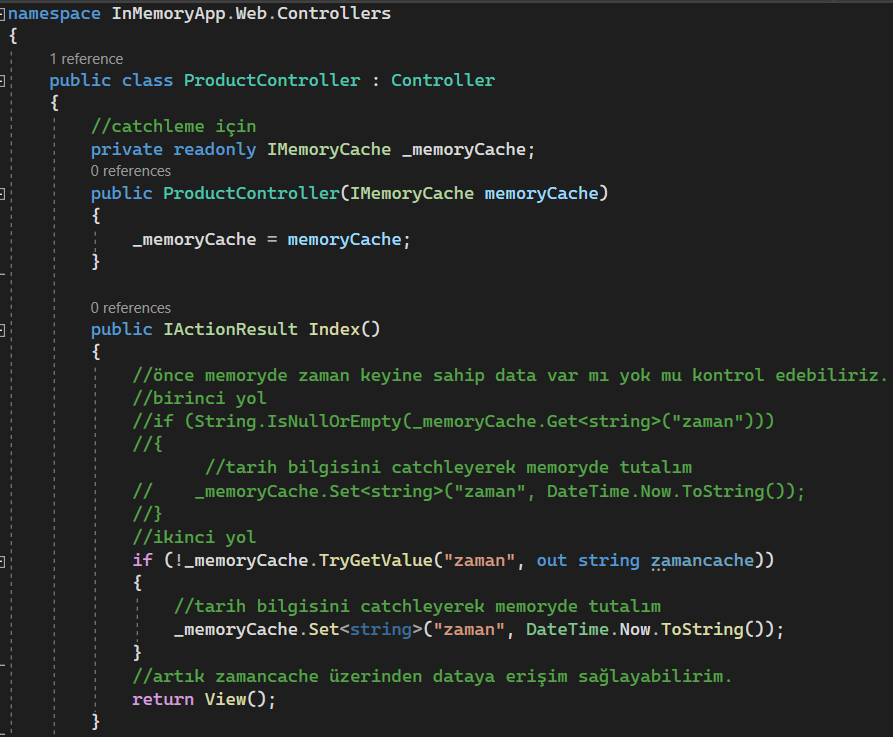 namespace InMemoryApp.Web.Controllers
{
1 reference
public class ProductController : Controller
{
//catchleme için
private readonly IMemoryCache _memoryCache;
0 references
public ProductController(IMemoryCache memoryCache)
{
_memoryCache = memoryCache;
}
0 references
public IActionResult Index()
{
//önce memoryde zaman keyine sahip data var mı yok mu kontrol edebiliriz.
//birinci yol
//if (String.IsNullOrEmpty(_memoryCache.Get<string>("zaman")))
//{
//tarih bilgisini catchleyerek memoryde tutalım
// _memoryCache.Set<string>("zaman", DateTime.Now.ToString());
//}
//ikinci yol
if (!_memoryCache.TryGetValue("zaman", out string zamancache))
{
//tarih bilgisini catchleyerek memoryde tutalım
_memoryCache.Set<string>("zaman", DateTime.Now.ToString());
}
//artık zamancache üzerinden dataya erişim sağlayabilirim.
return View();
}